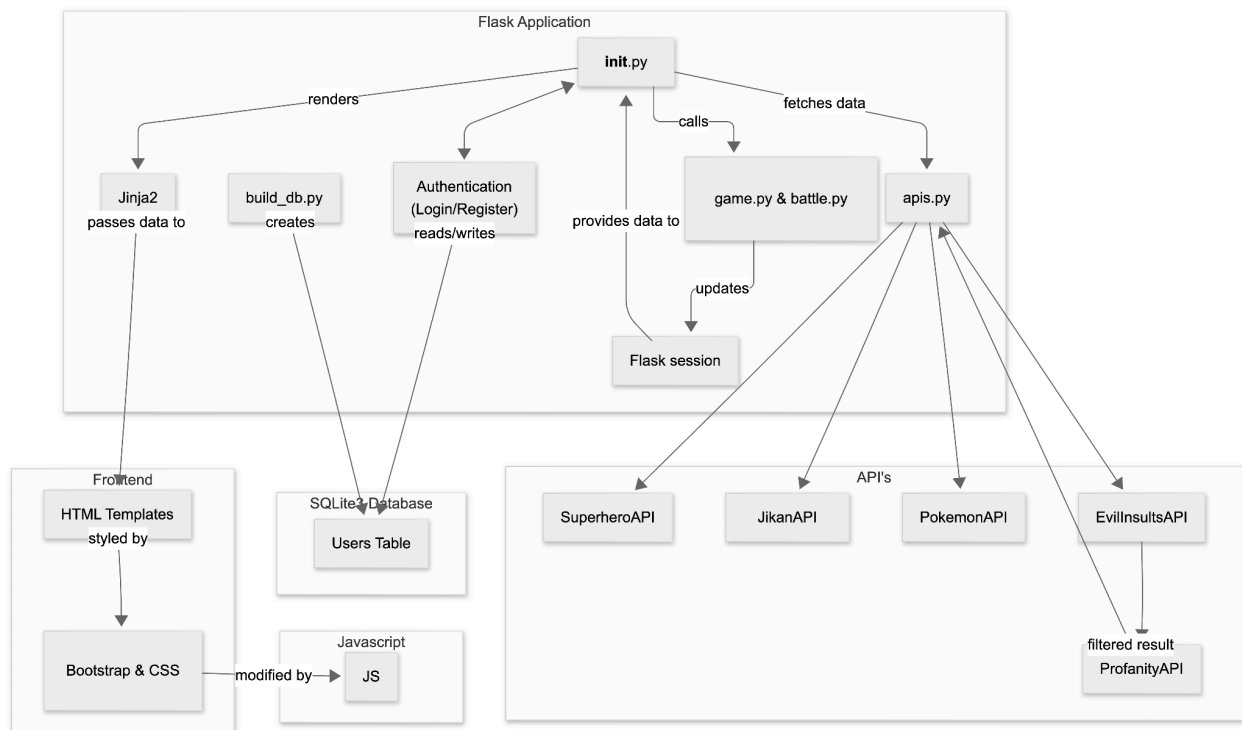 Flask Application
init.py
renders
fetches data
calls
Jinja2
passes data to
build_db.py
creates
Authentication
(Login/Register)
reads/writes
provides data to
game.py & battle.py
apis.py
updates
Flask session
Frontend
HTML Templates
styled by
SQLite3 Database
Users Table
API's
SuperheroAPI
JikanAPI
PokemonAPI
EvilInsultsAPI
Bootstrap & CSS
modified by
Javascript
JS
filtered result
ProfanityAPI